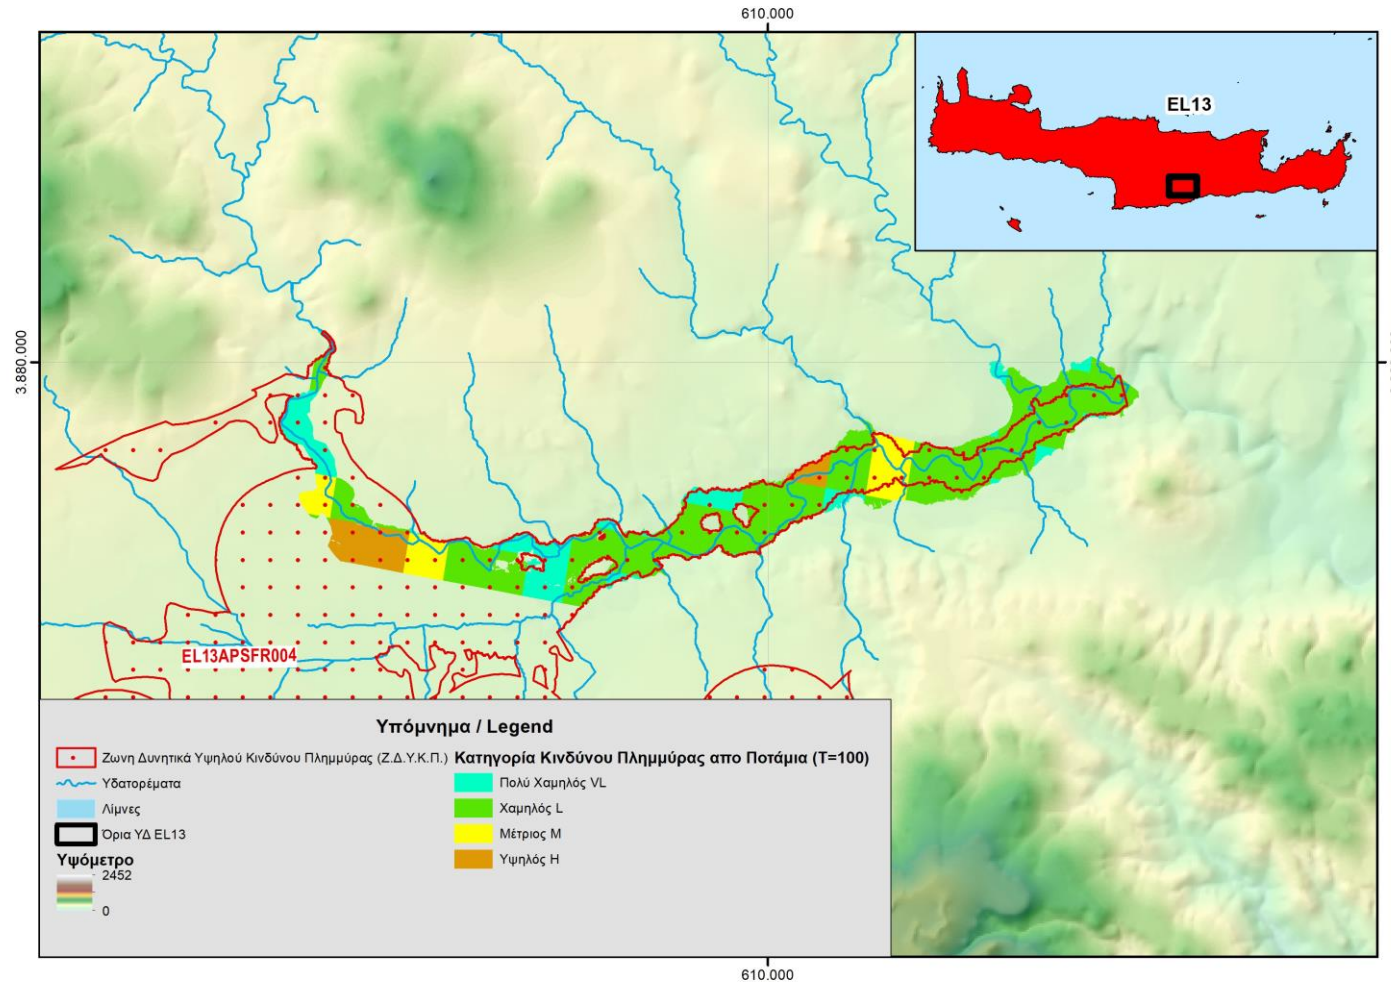 610.000
EL13
3.880.000
EL13APSFR004
Υπόμνημα / Legend
Ζωνη Δυνητικά Υψηλού Κινδύνου Πλημμύρας (Ζ.Δ.Υ.Κ.Π.)
Υδατορέματα
Λίμνες
Όρια ΥΔ EL13
Υψόμετρο
2452
0
Κατηγορία Κινδύνου Πλημμύρας απο Ποτάμια (T=100)
Πολύ Χαμηλός VL
Χαμηλός L
Μέτριος M
Υψηλός H
610.000